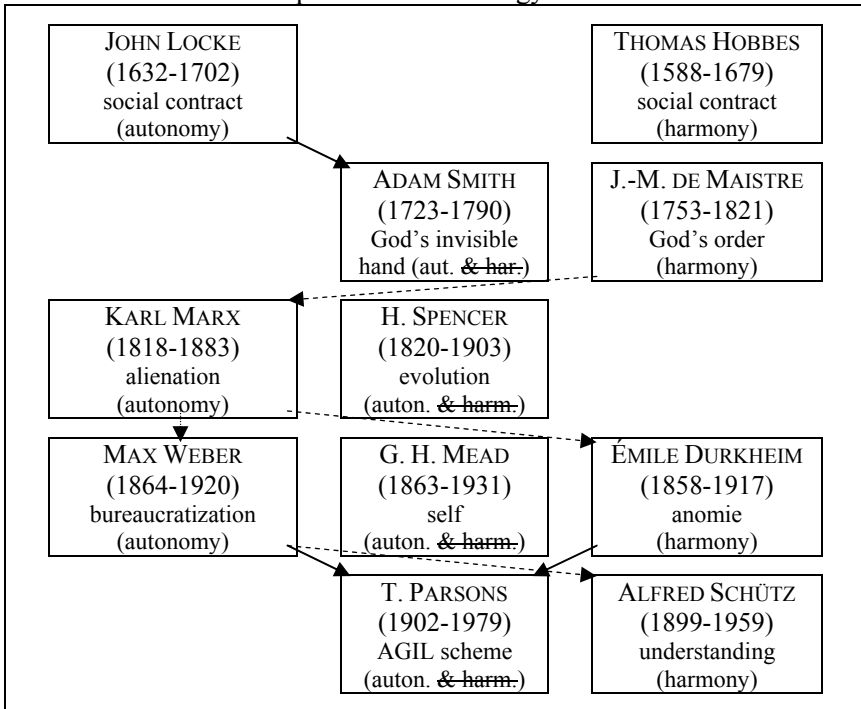 JOHN LOCKE
(1632-1702)
social contract
(autonomy)
THOMAS HOBBES
(1588-1679)
social contract
(harmony)
ADAM SMITH
(1723-1790)
God's invisible
hand (aut. & har.)
J.-M. DE MAISTRE
(1753-1821)
God's order
(harmony)
KARL MARX
(1818-1883)
alienation
(autonomy)
H. SPENCER
(1820-1903)
evolution
(auton. & harm.)
MAX WEBER
(1864-1920)
bureaucratization
(autonomy)
G. H. MEAD
(1863-1931)
self
(auton. & harm.)
ÉMILE DURKHEIM
(1858-1917)
anomie
(harmony)
T. PARSONS
(1902-1979)
AGIL scheme
(auton. & harm.)
ALFRED SCHÜTZ
(1899-1959)
understanding
(harmony)